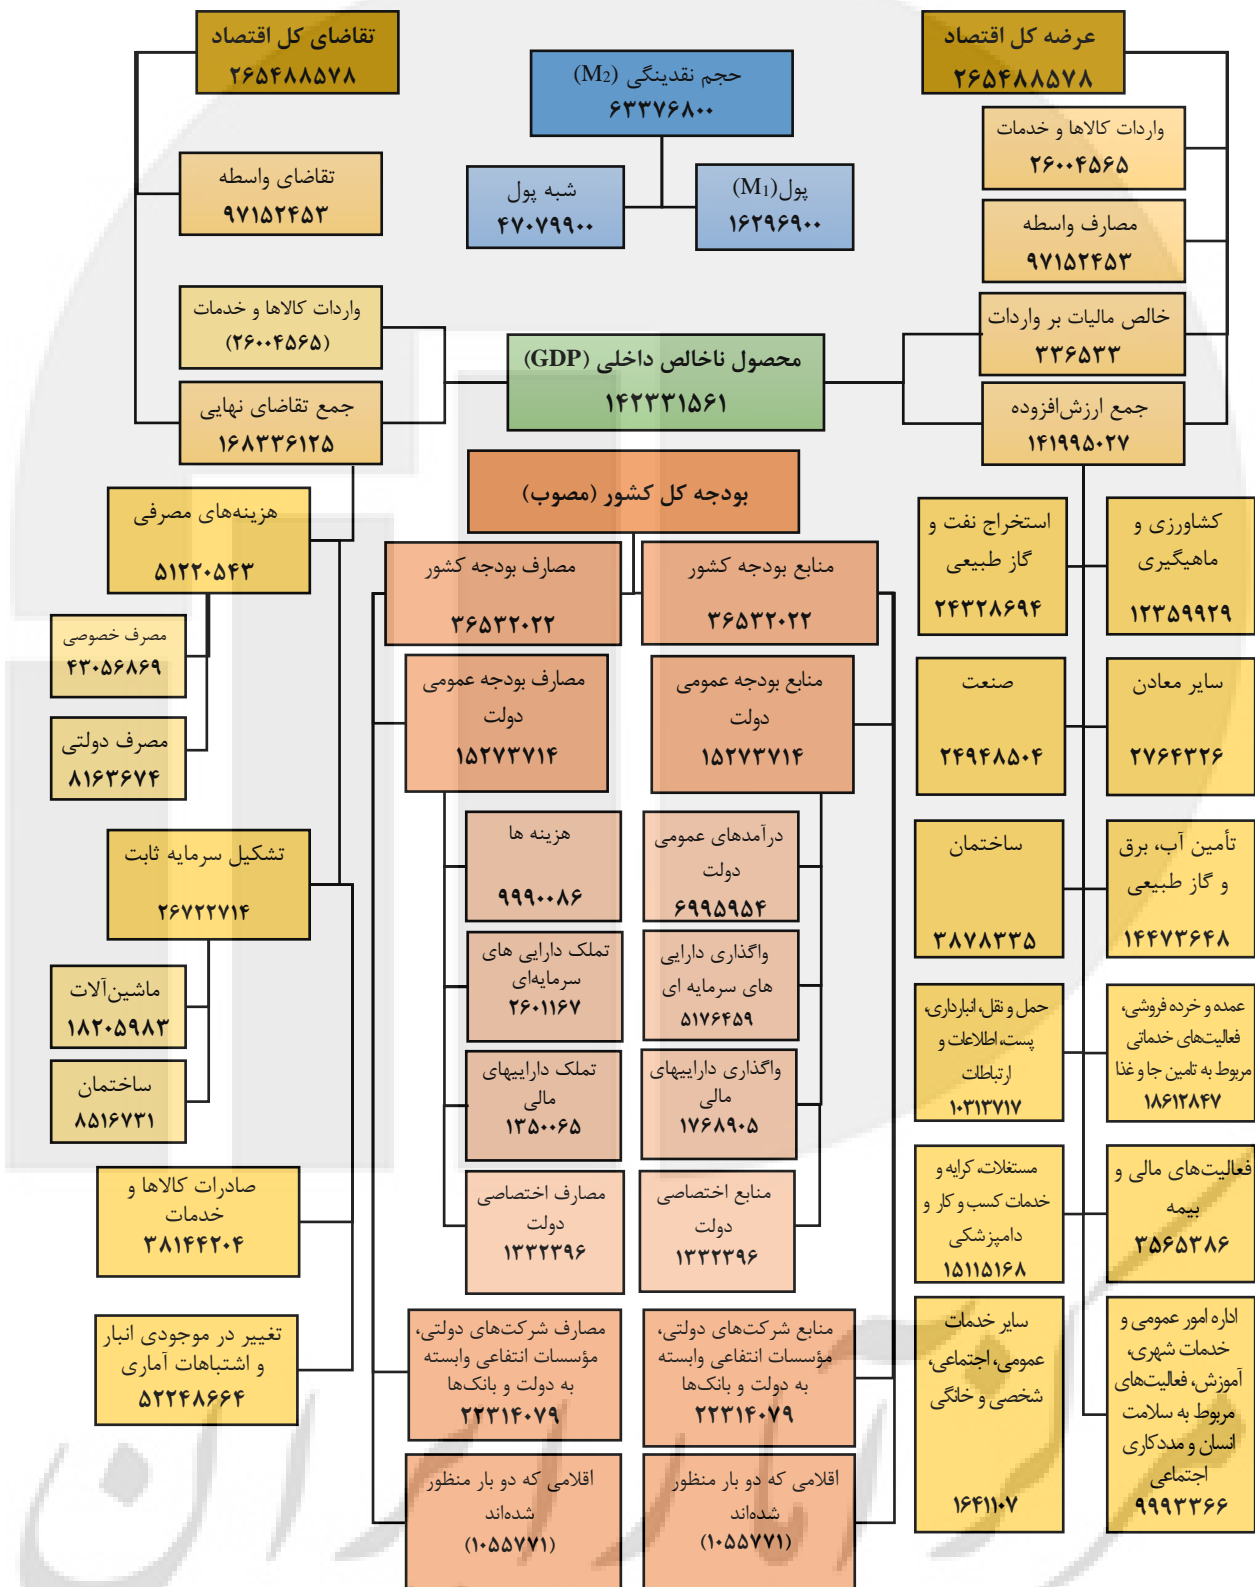 عرضه کل اقتصاد
۲۶۵۴۸۸۵۷۸
واردات کالاها و خدمات
۲۶۰۰۴۵۶۵
مصارف واسطه
۹۷۱۵۲۴۵۳
خالص مالیات بر واردات
۳۳۶۵۳۳
جمع ارزش‌افزوده
۱۴۱۹۹۵۰۲۷
حجم نقدینگی (M2)
۶۳۳۷۶۸۰۰
پول(M1)
۱۶۲۹۶۹۰۰
شبه پول
۴۷۰۷۹۹۰۰
تقاضای کل اقتصاد
۲۶۵۴۸۸۵۷۸
تقاضای واسطه
۹۷۱۵۲۴۵۳
واردات کالاها و خدمات
(۲۶۰۰۴۵۶۵)
جمع تقاضای نهایی
۱۶۸۳۳۶۱۲۵
محصول ناخالص داخلی (GDP)
۱۴۲۳۳۱۵۶۱
کشاورزی و
ماهیگیری
۱۲۳۵۹۹۲۹
استخراج نفت و
گاز طبیعی
۲۴۳۲۸۶۹۴
سایر معادن
۲۷۶۴۳۲۶
صنعت
۲۴۹۴۸۵۰۴
تأمین آب، برق
و گاز طبیعی
۱۴۴۷۳۶۴۸
ساختمان
۳۸۷۸۳۳۵
عمده و خرده فروشی،
فعالیت‌های خدماتی
مربوط به تامین جا و غذا
۱۸۶۱۲۸۴۷
حمل و نقل، انبارداری،
پست، اطلاعات و
ارتباطات
۱۰۳۱۳۷۱۷
فعالیت‌های مالی و
بیمه
۳۵۶۵۳۸۶
مستغلات، کرایه و
خدمات کسب و کار و
دامپزشکی
۱۵۱۱۵۱۶۸
اداره امور عمومی و
خدمات شهری،
آموزش، فعالیت‌های
مربوط به سلامت
انسان و مددکاری
اجتماعی
۹۹۹۳۳۶۶
سایر خدمات
عمومی، اجتماعی،
شخصی و خانگی
۱۶۴۱۱۰۷
بودجه کل کشور (مصوب)
منابع بودجه کشور
۳۶۵۳۲۰۲۲
مصارف بودجه کشور
۳۶۵۳۲۰۲۲
منابع بودجه عمومی
دولت
۱۵۲۷۳۷۱۴
مصارف بودجه عمومی
دولت
۱۵۲۷۳۷۱۴
درآمدهای عمومی
دولت
۶۹۹۵۹۵۴
هزینه ها
۹۹۹۰۰۸۶
واگذاری دارایی
های سرمایه ای
۵۱۷۶۴۵۹
تملک دارایی های
سرمایه‌ای
۲۶۰۱۱۶۷
واگذاری داراییهای
مالی
۱۷۶۸۹۰۵
تملک داراییهای
مالی
۱۳۵۰۰۶۵
منابع اختصاصی
دولت
۱۳۳۲۳۹۶
مصارف اختصاصی
دولت
۱۳۳۲۳۹۶
منابع شرکت‌های دولتی،
مؤسسات انتفاعی وابسته
به دولت و بانک‌ها
۲۲۳۱۴۰۷۹
مصارف شرکت‌های دولتی،
مؤسسات انتفاعی وابسته
به دولت و بانک‌ها
۲۲۳۱۴۰۷۹
اقلامی که دو بار منظور
شده‌اند
(۱۰۵۵۷۷۱)
اقلامی که دو بار منظور
شده‌اند
(۱۰۵۵۷۷۱)
هزینه‌های مصرفی
۵۱۲۲۰۵۴۳
مصرف خصوصی
۴۳۰۵۶۸۶۹
مصرف دولتی
۸۱۶۳۶۷۴
تشکیل سرمایه ثابت
۲۶۷۲۲۷۱۴
ماشین‌آلات
۱۸۲۰۵۹۸۳
ساختمان
۸۵۱۶۷۳۱
صادرات کالاها و
خدمات
۳۸۱۴۴۲۰۴
تغییر در موجودی انبار
و اشتباهات آماری
۵۲۲۴۸۶۶۴
مرکز آمار ایران